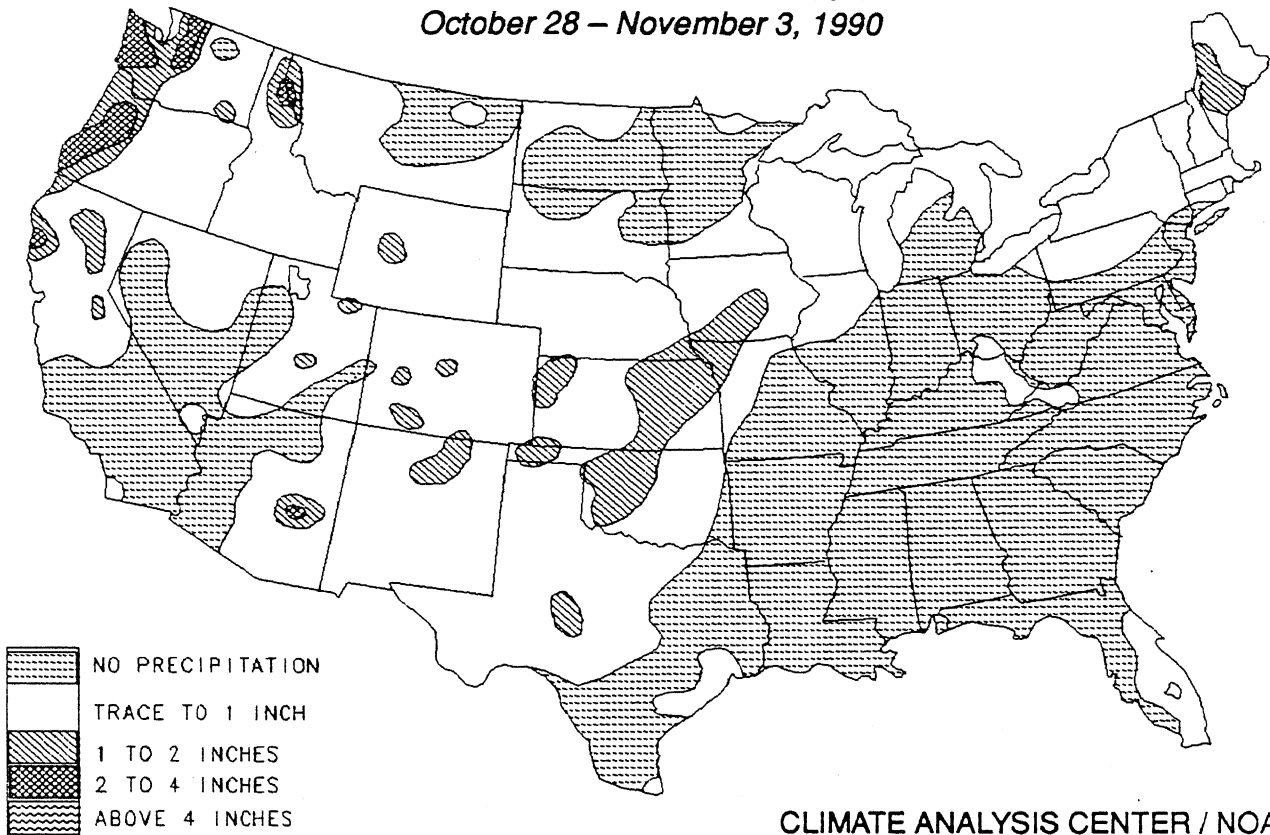 October 28 – November 3, 1990
NO PRECIPITATION
TRACE TO 1 INCH
1 TO 2 INCHES
2 TO 4 INCHES
ABOVE 4 INCHES
CLIMATE ANALYSIS CENTER / NOA